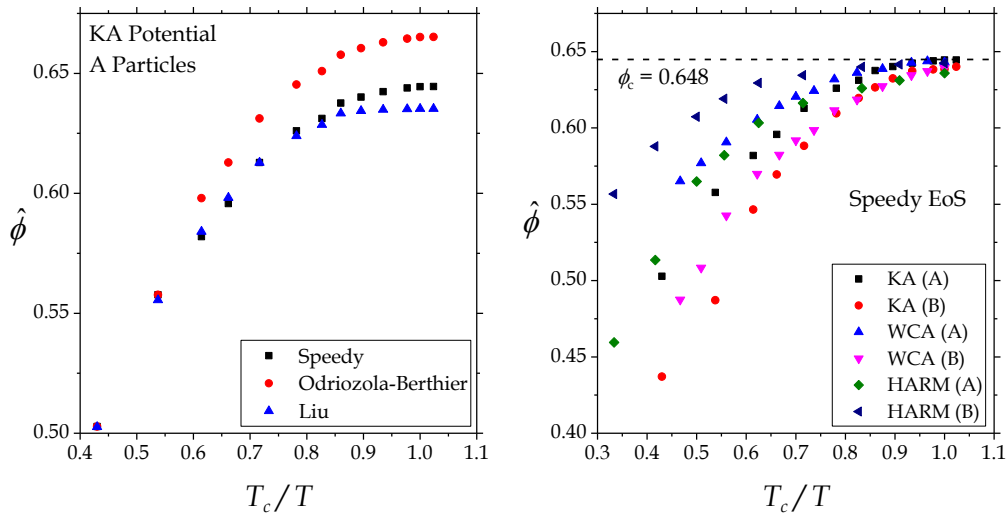 KA Potential
A Particles
0.65
0.60
0.55
0.50
ϕ̂
Speedy
Odriozola-Berthier
Liu
0.4 0.5 0.6 0.7 0.8 0.9 1.0 1.1
T_c/T
0.65
0.60
0.55
0.50
0.45
0.40
ϕ̂
ϕ_c = 0.648
Speedy EoS
KA (A)
KA (B)
WCA (A)
WCA (B)
HARM (A)
HARM (B)
0.3 0.4 0.5 0.6 0.7 0.8 0.9 1.0 1.1
T_c/T